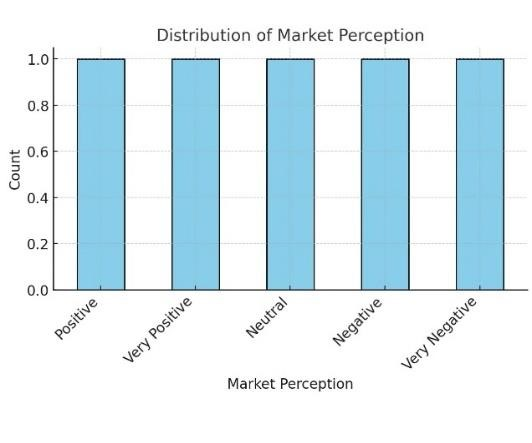 Distribution of Market Perception
Count
1.0
0.8
0.6
0.4
0.2
0.0
Positive
Very Positive
Neutral
Negative
Very Negative
Market Perception